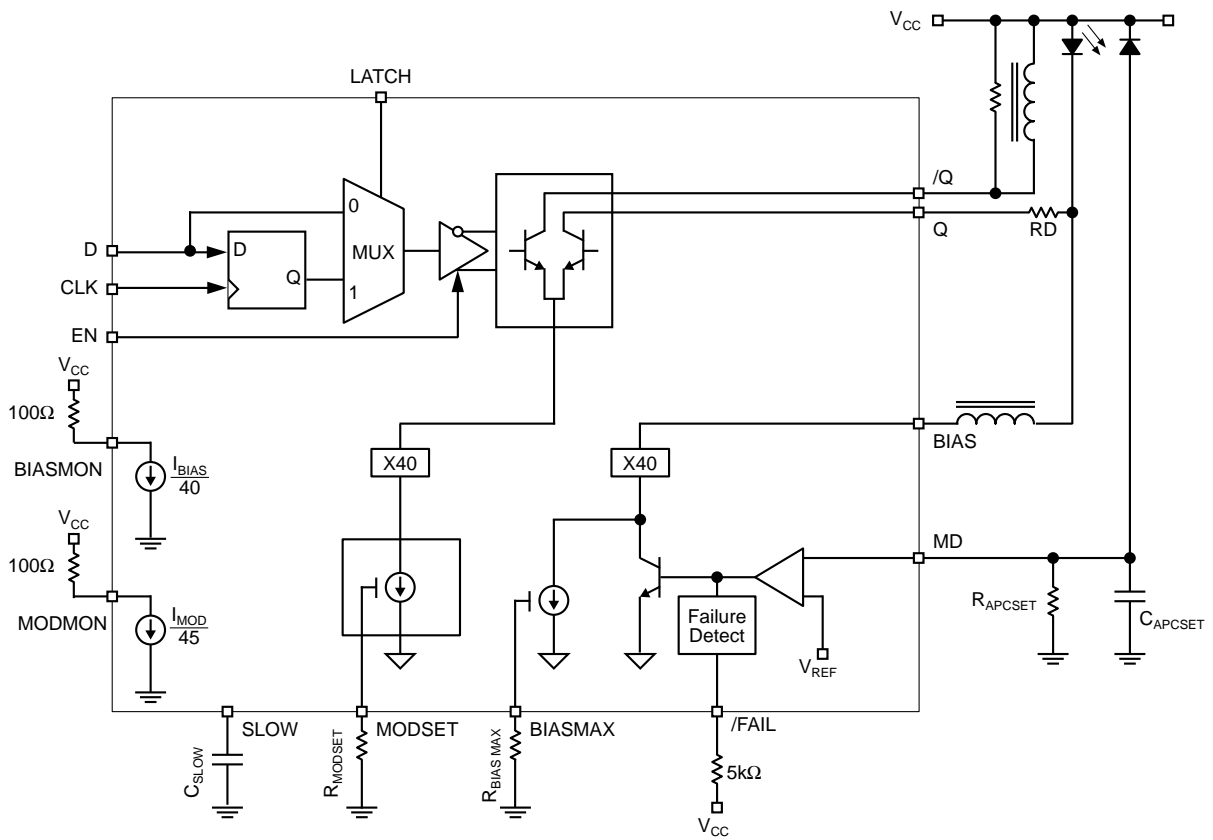 VCC
LATCH
/Q
0
Q
D
D
RD
MUX
Q
CLK
1
EN
VCC
100Ω
BIAS
BIASMON
IBIAS
40
X40
X40
VCC
MD
100Ω
RAPCSET
CAPCSET
MODMON
IMOD
45
Failure
Detect
VREF
SLOW
MODSET
BIASMAX
/FAIL
CSLOW
RMODSET
RBIAS MAX
5kΩ
VCC